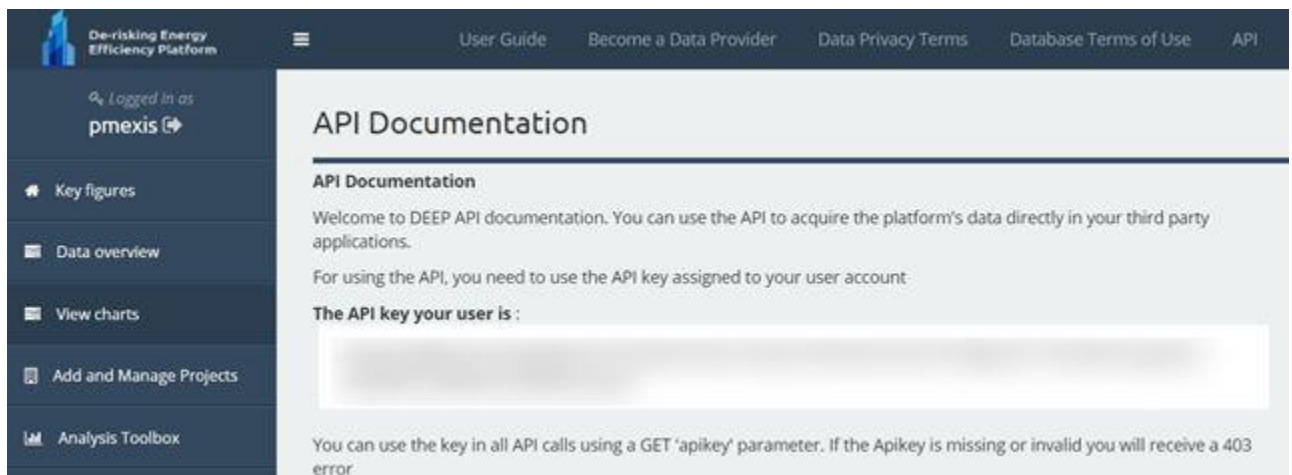 De-risking Energy
Efficiency Platform
User Guide
Become a Data Provider
Data Privacy Terms
Database Terms of Use
API
Logged in as
pmexis
Key figures
Data overview
View charts
Add and Manage Projects
Analysis Toolbox
API Documentation
API Documentation
Welcome to DEEP API documentation. You can use the API to acquire the platform's data directly in your third party
applications.
For using the API, you need to use the API key assigned to your user account
The API key your user is :
You can use the key in all API calls using a GET 'apikey' parameter. If the Apikey is missing or invalid you will receive a 403
error